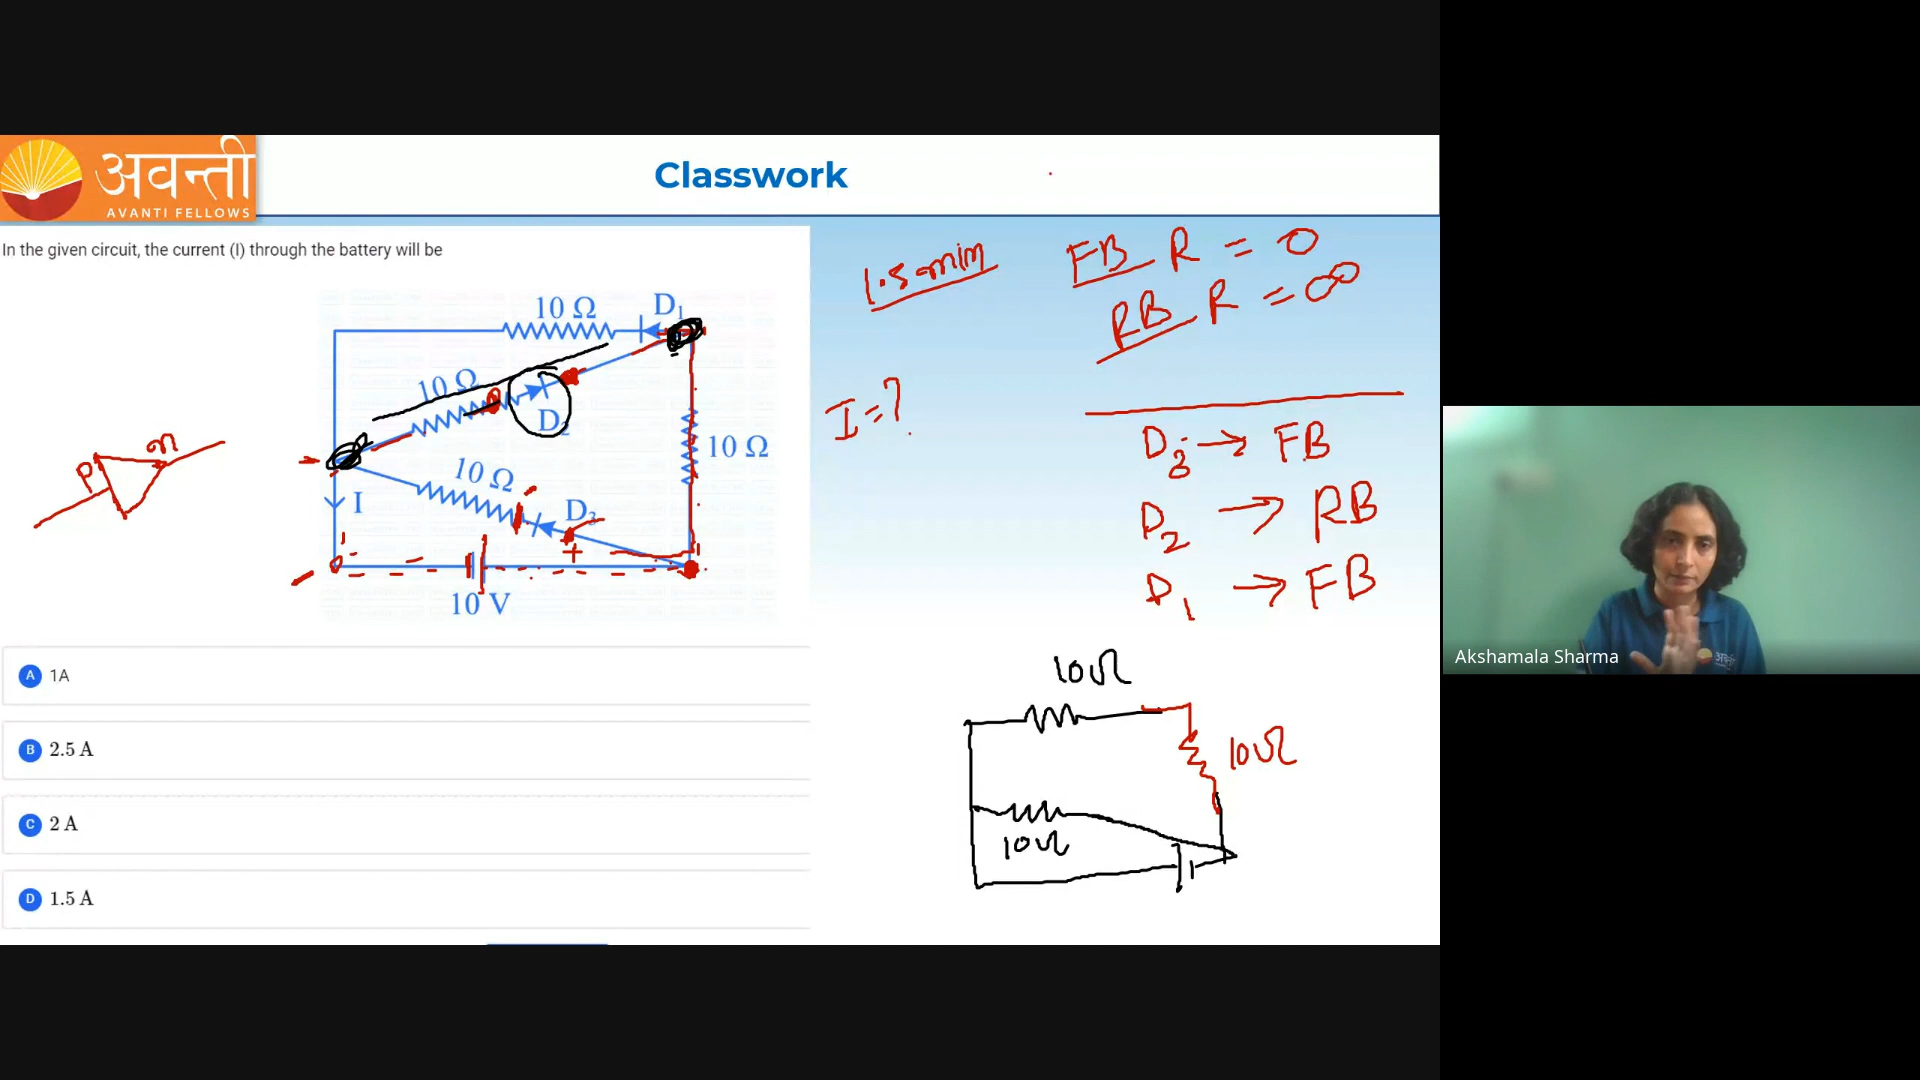 अवन्ती
AVANTI FELLOWS
Classwork
In the given circuit, the current (I) through the battery will be
10 Ω
D₁
10 Ω
D₂
10 Ω
10 Ω
D₃
I
10 V
P
n
+
A 1A
B 2.5 A
C 2 A
D 1.5 A
1.5 min
FB R = 0
RB R = ∞
I = ?
D₃ → FB
D₂ → RB
D₁ → FB
10Ω
10Ω
10Ω
Akshamala Sharma